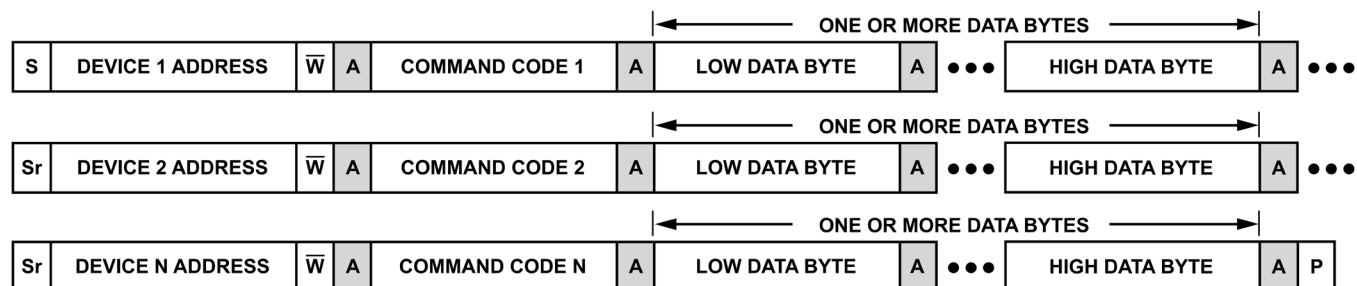 ONE OR MORE DATA BYTES
S DEVICE 1 ADDRESS W̅ A COMMAND CODE 1 A LOW DATA BYTE A ••• HIGH DATA BYTE A •••
ONE OR MORE DATA BYTES
Sr DEVICE 2 ADDRESS W̅ A COMMAND CODE 2 A LOW DATA BYTE A ••• HIGH DATA BYTE A •••
ONE OR MORE DATA BYTES
Sr DEVICE N ADDRESS W̅ A COMMAND CODE N A LOW DATA BYTE A ••• HIGH DATA BYTE A P